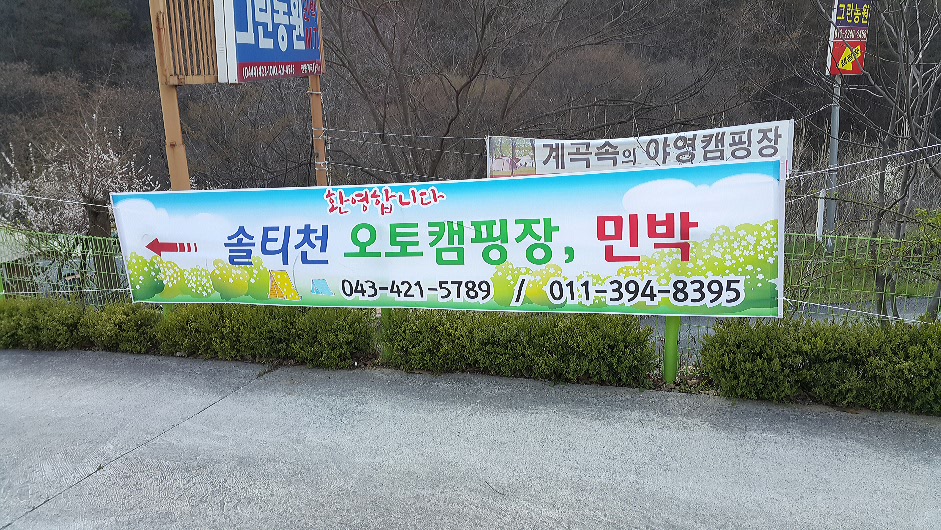 그린농원
계곡속의 야영캠핑장
환영합니다
솔티천 오토캠핑장, 민박
043-421-5789 / 011-394-8395